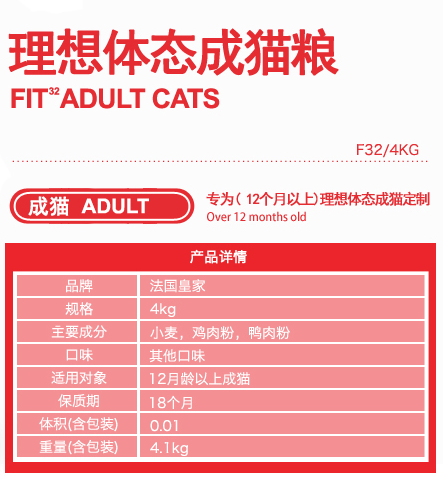 理想体态成猫粮
FIT32 ADULT CATS
F32/4KG
成猫 ADULT
专为( 12个月以上)理想体态成猫定制
Over 12 months old
产品详情
品牌 法国皇家
规格 4kg
主要成分 小麦，鸡肉粉，鸭肉粉
口味 其他口味
适用对象 12月龄以上成猫
保质期 18个月
体积(含包装) 0.01
重量(含包装) 4.1kg